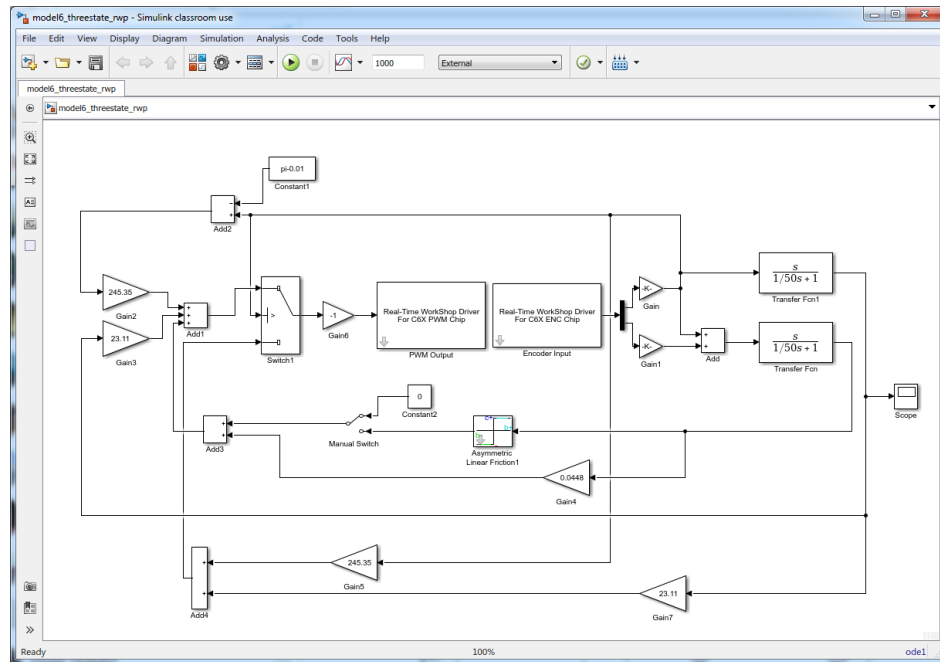 model6_threestate_rwp - Simulink classroom use
File Edit View Display Diagram Simulation Analysis Code Tools Help
1000 External
model6_threestate_rwp
model6_threestate_rwp
pi-0.01
Constant1
Add2
245.35
Gain2
23.11
Gain3
Add1
>
Switch1
-1
Gain6
Real-Time WorkShop Driver
For C6X PWM Chip
PWM Output
Real-Time WorkShop Driver
For C6X ENC Chip
Encoder Input
-K-
Gain
-K-
Gain1
Add
s
1/50s+1
Transfer Fcn1
s
1/50s+1
Transfer Fcn
Scope
0
Constant2
Manual Switch
Add3
Asymmetric
Linear Friction1
0.0448
Gain4
245.35
Gain5
Add4
23.11
Gain7
Ready 100% ode1